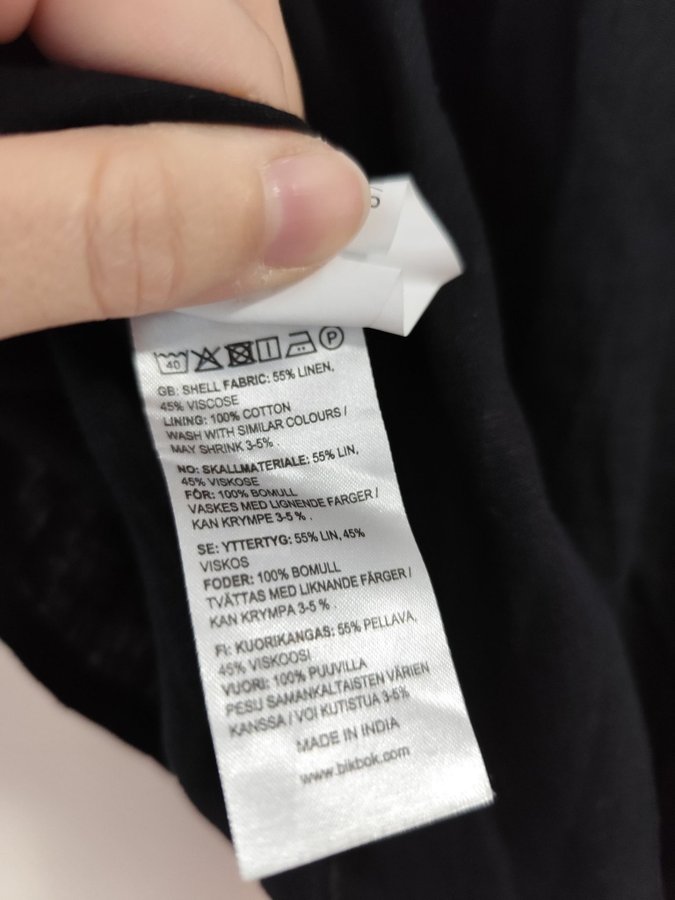 S
40 P
GB: SHELL FABRIC: 55% LINEN,
45% VISCOSE
LINING: 100% COTTON
WASH WITH SIMILAR COLOURS /
MAY SHRINK 3-5% .
NO: SKALLMATERIALE: 55% LIN,
45% VISKOSE
FÔR: 100% BOMULL
VASKES MED LIGNENDE FARGER /
KAN KRYMPE 3-5 % .
SE: YTTERTYG: 55% LIN, 45%
VISKOS
FODER: 100% BOMULL
TVÄTTAS MED LIKNANDE FÄRGER /
KAN KRYMPA 3-5 % .
FI: KUORIKANGAS: 55% PELLAVA,
45% VISKOOSI
VUORI: 100% PUUVILLA
PESU SAMANKALTAISTEN VÄRIEN
KANSSA / VOI KUTISTUA 3-5%
MADE IN INDIA
www.bikbok.com